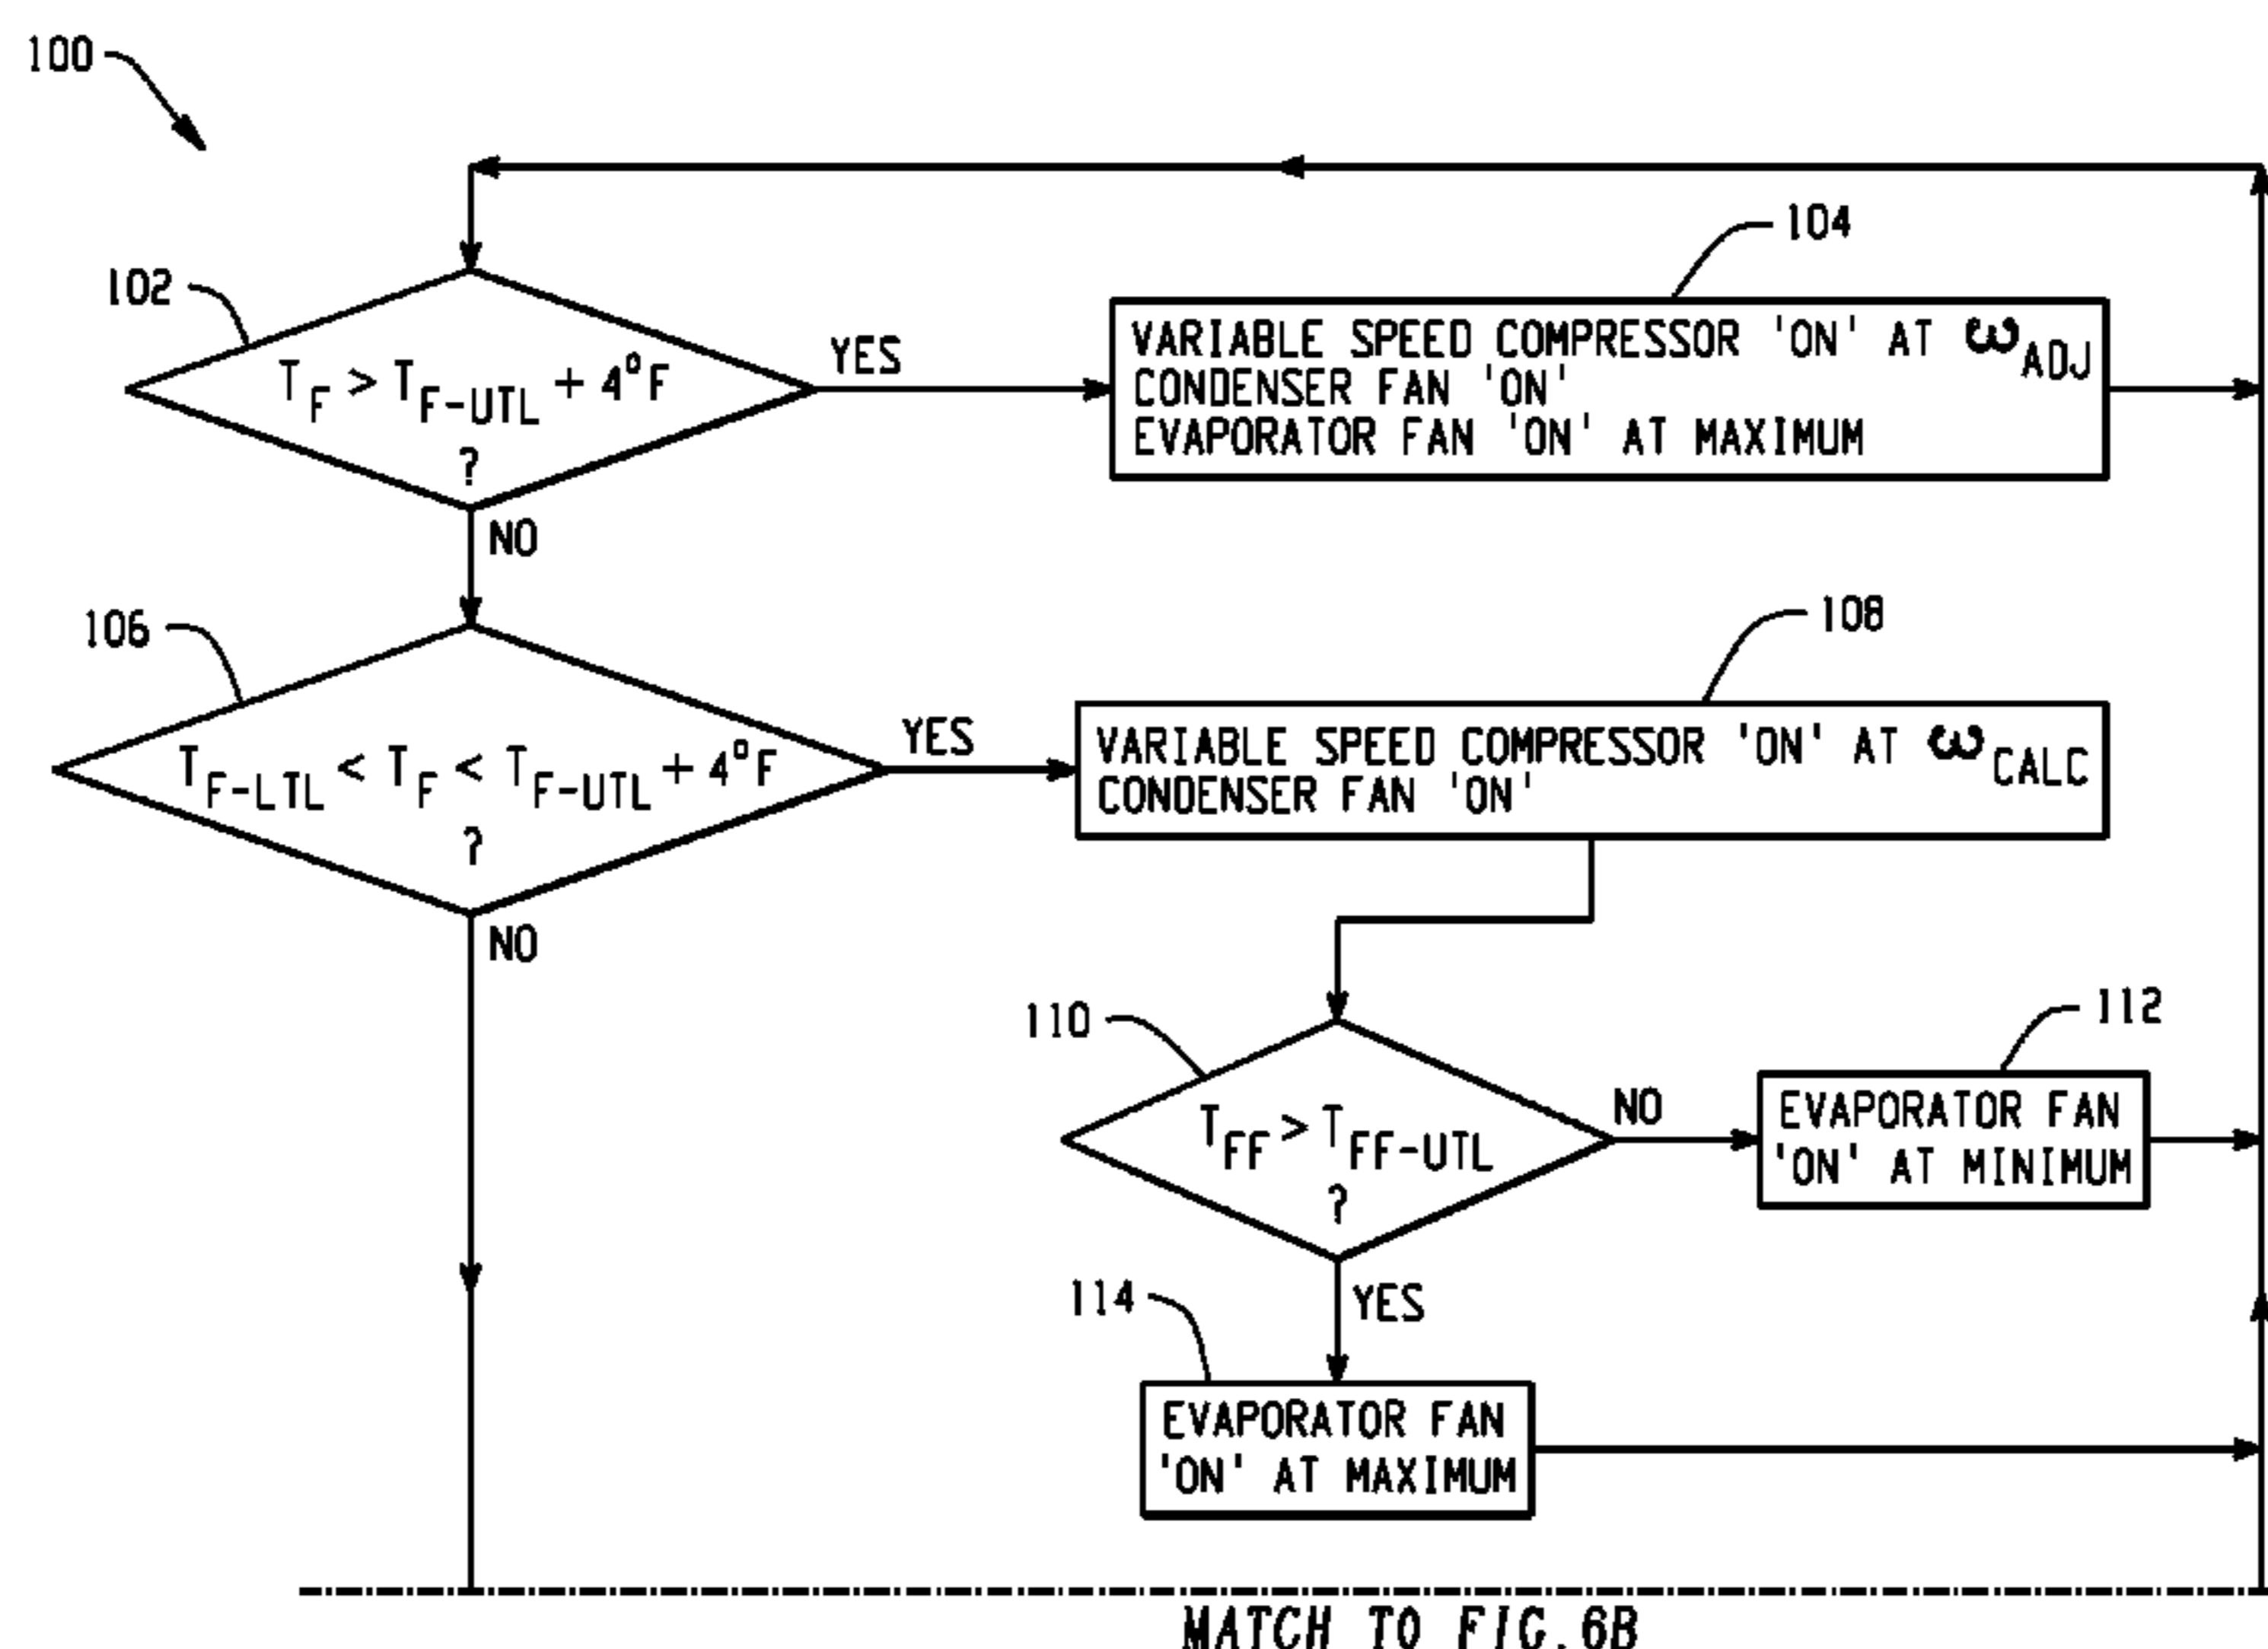 100
102
T_F > T_F-UTL + 4°F
?
YES
NO
104
VARIABLE SPEED COMPRESSOR 'ON' AT ω_ADJ
CONDENSER FAN 'ON'
EVAPORATOR FAN 'ON' AT MAXIMUM
106
T_F-LTL < T_F < T_F-UTL + 4°F
?
YES
NO
108
VARIABLE SPEED COMPRESSOR 'ON' AT ω_CALC
CONDENSER FAN 'ON'
110
T_FF > T_FF-UTL
?
NO
YES
112
EVAPORATOR FAN
'ON' AT MINIMUM
114
EVAPORATOR FAN
'ON' AT MAXIMUM
MATCH TO FIG.6B